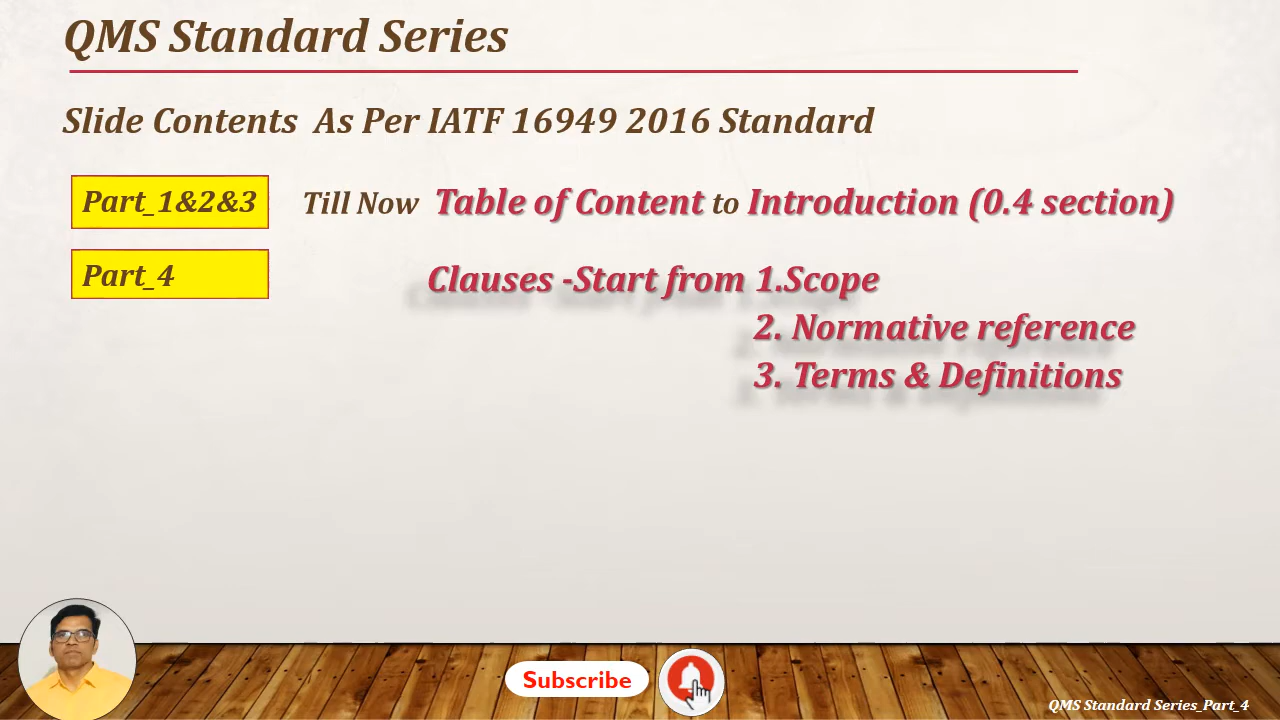 QMS Standard Series
Slide Contents As Per IATF 16949 2016 Standard
Part_1&2&3 Till Now Table of Content to Introduction (0.4 section)
Part_4 Clauses -Start from 1.Scope
2. Normative reference
3. Terms & Definitions
Subscribe
QMS Standard Series_Part_4